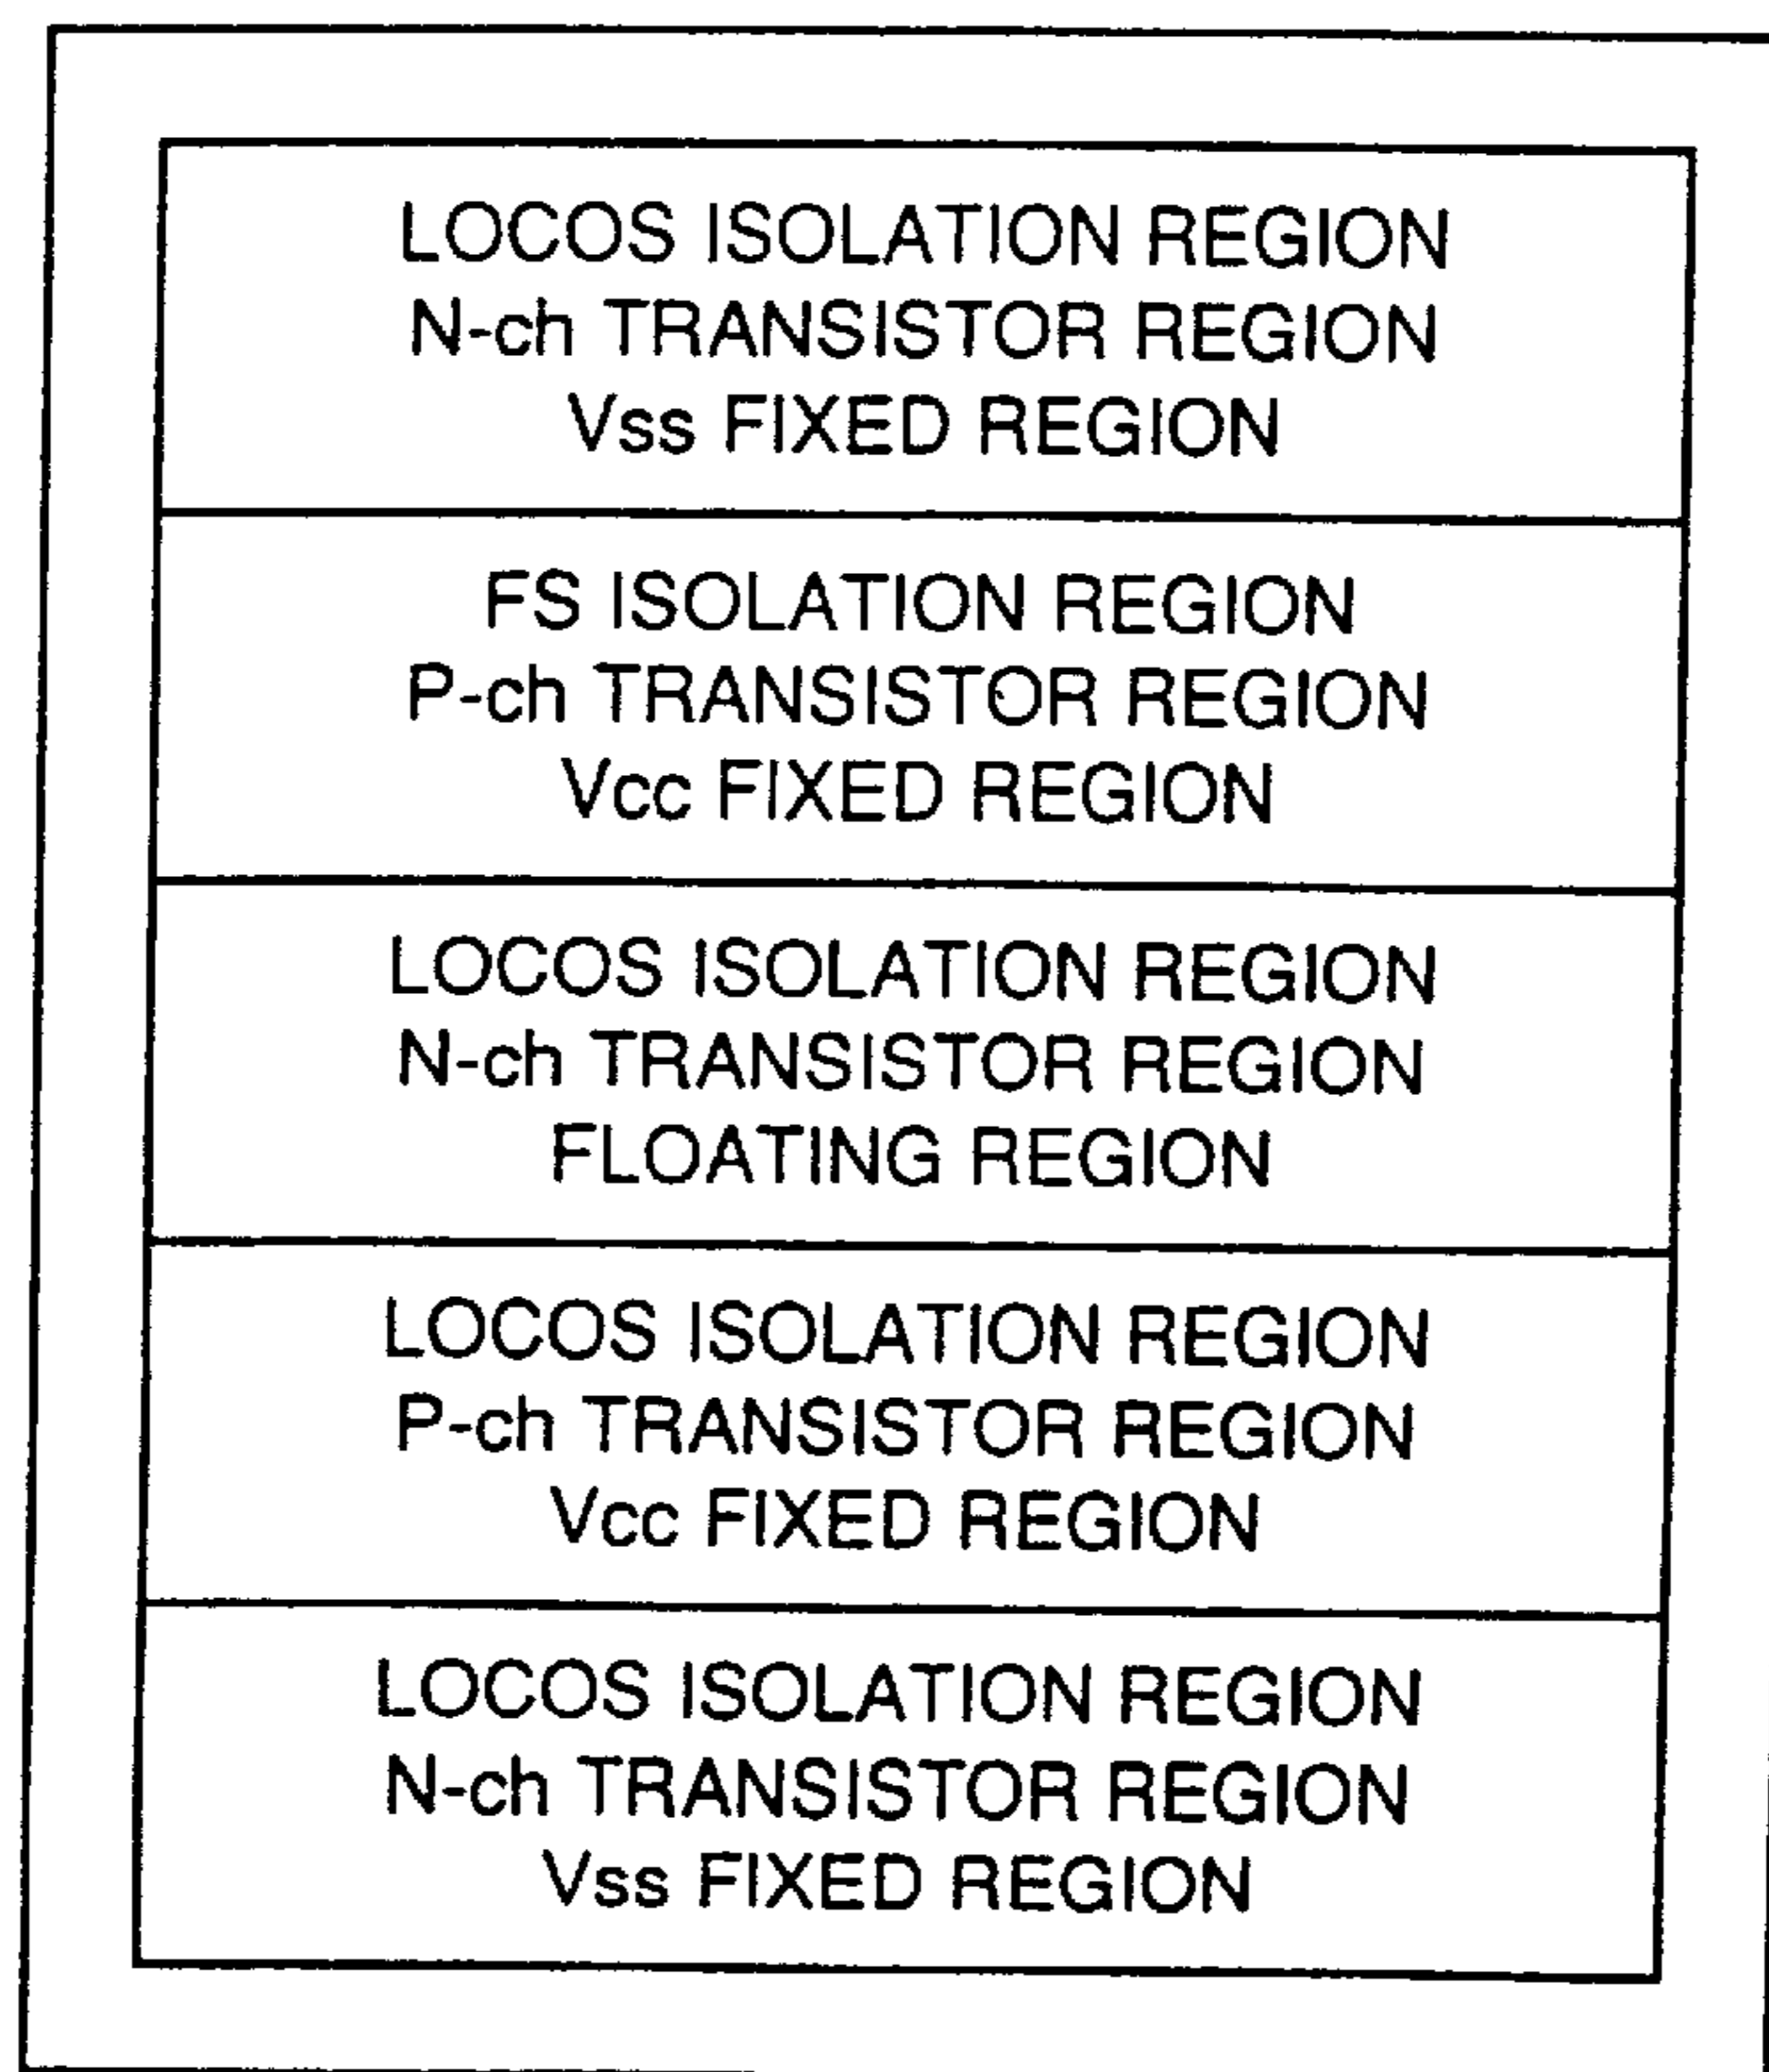 LOCOS ISOLATION REGION
N-ch TRANSISTOR REGION
Vss FIXED REGION
FS ISOLATION REGION
P-ch TRANSISTOR REGION
Vcc FIXED REGION
LOCOS ISOLATION REGION
N-ch TRANSISTOR REGION
FLOATING REGION
LOCOS ISOLATION REGION
P-ch TRANSISTOR REGION
Vcc FIXED REGION
LOCOS ISOLATION REGION
N-ch TRANSISTOR REGION
Vss FIXED REGION